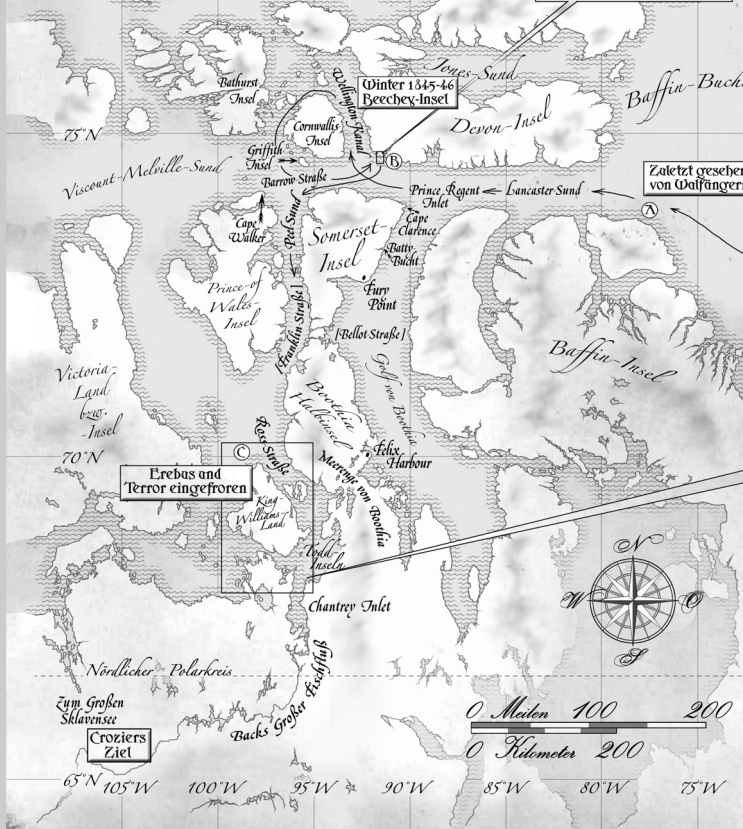 Jones-Sund
Baffin-Buch
Bathurst
Insel
Wellington-Kanal
Winter 1845-46
Beechey-Insel
Cornwallis
Insel
Devon-Insel
75°N
Griffith
Insel
B
Viscount-Melville-Sund
Barrow Straße
Zuletzt gesehen
von Walfängern
Prince Regent
Inlet
Lancaster-Sund
A
Cape
Walker
Peel Sund
Somerset-
Insel
Cape
Clarence
Batty
Bucht
Prince-of
Wales-
Insel
Fury
Point
[Franklin-Straße]
[Bellot-Straße]
Baffin-Insel
Victoria-
Land
bzw.
-Insel
Boothia
Halbinsel
Golf von Boothia
70°N
C
Ross-Straße
Felix
Harbour
Erebus und
Terror eingefroren
Meerenge von Boothia
King-
Williams-
Land
Todd-
Inseln
N
W
O
S
Chantrey Inlet
Nördlicher Polarkreis
Zum Großen
Sklavensee
Backs Großer Fischfluß
Croziers
Ziel
0 Meilen 100 200
0 Kilometer 200
65°N
105°W 100°W 95°W 90°W 85°W 80°W 75°W